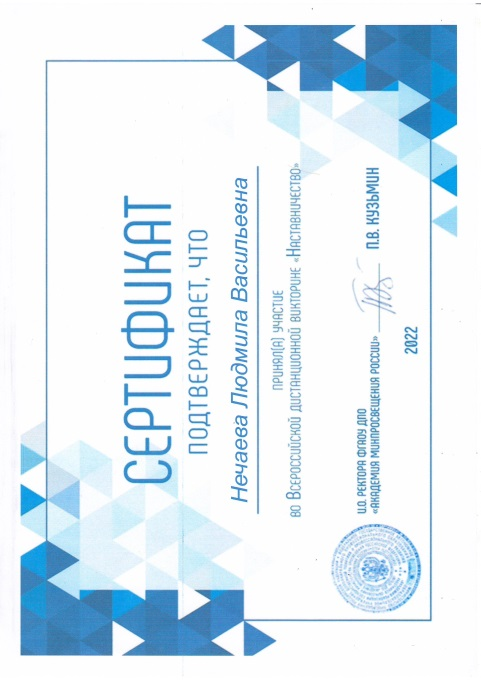 СЕРТИФИКАТ
ПОДТВЕРЖДАЕТ, ЧТО
Нечаева Людмила Васильевна
ПРИНЯЛ(А) УЧАСТИЕ
ВО ВСЕРОССИЙСКОЙ ДИСТАНЦИОННОЙ ВИКТОРИНЕ «НАСТАВНИЧЕСТВО»
И.О. РЕКТОРА ФГАОУ ДПО
«АКАДЕМИЯ МИНПРОСВЕЩЕНИЯ РОССИИ» П.В. КУЗЬМИН
2022